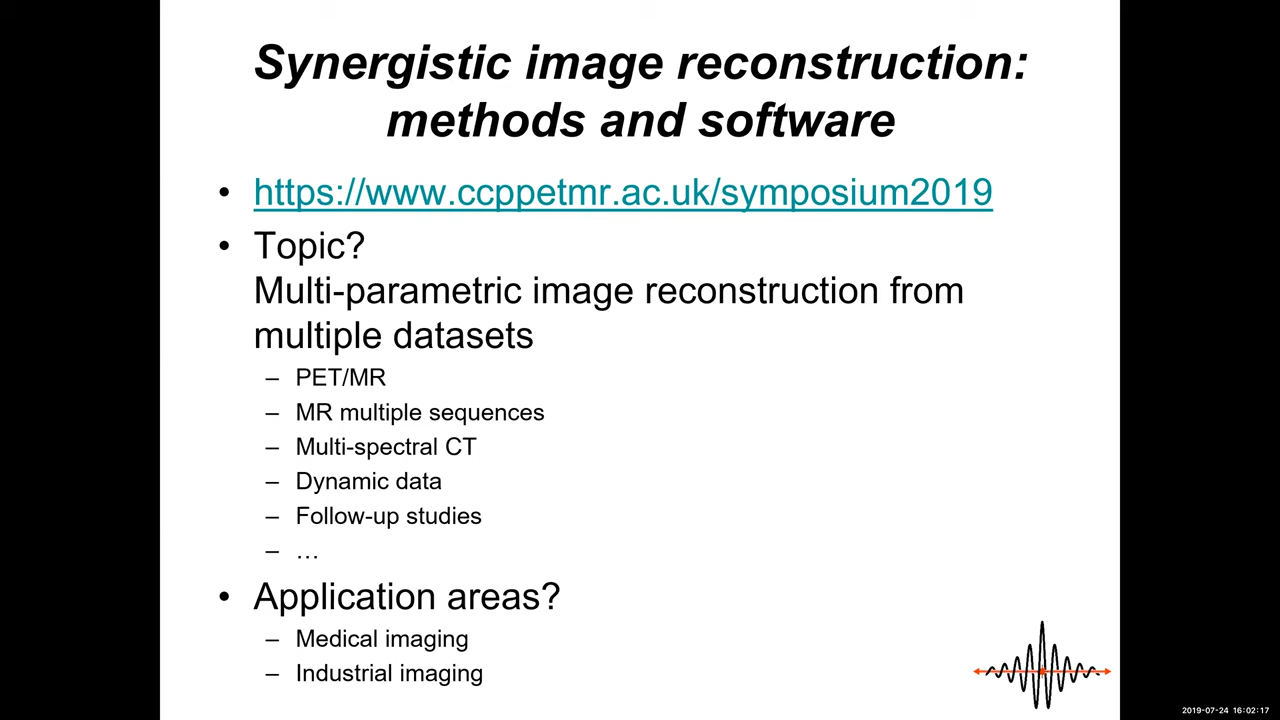 Synergistic image reconstruction:
methods and software
• https://www.ccppetmr.ac.uk/symposium2019
• Topic?
Multi-parametric image reconstruction from
multiple datasets
– PET/MR
– MR multiple sequences
– Multi-spectral CT
– Dynamic data
– Follow-up studies
– …
• Application areas?
– Medical imaging
– Industrial imaging
2019-07-24 16:02:17